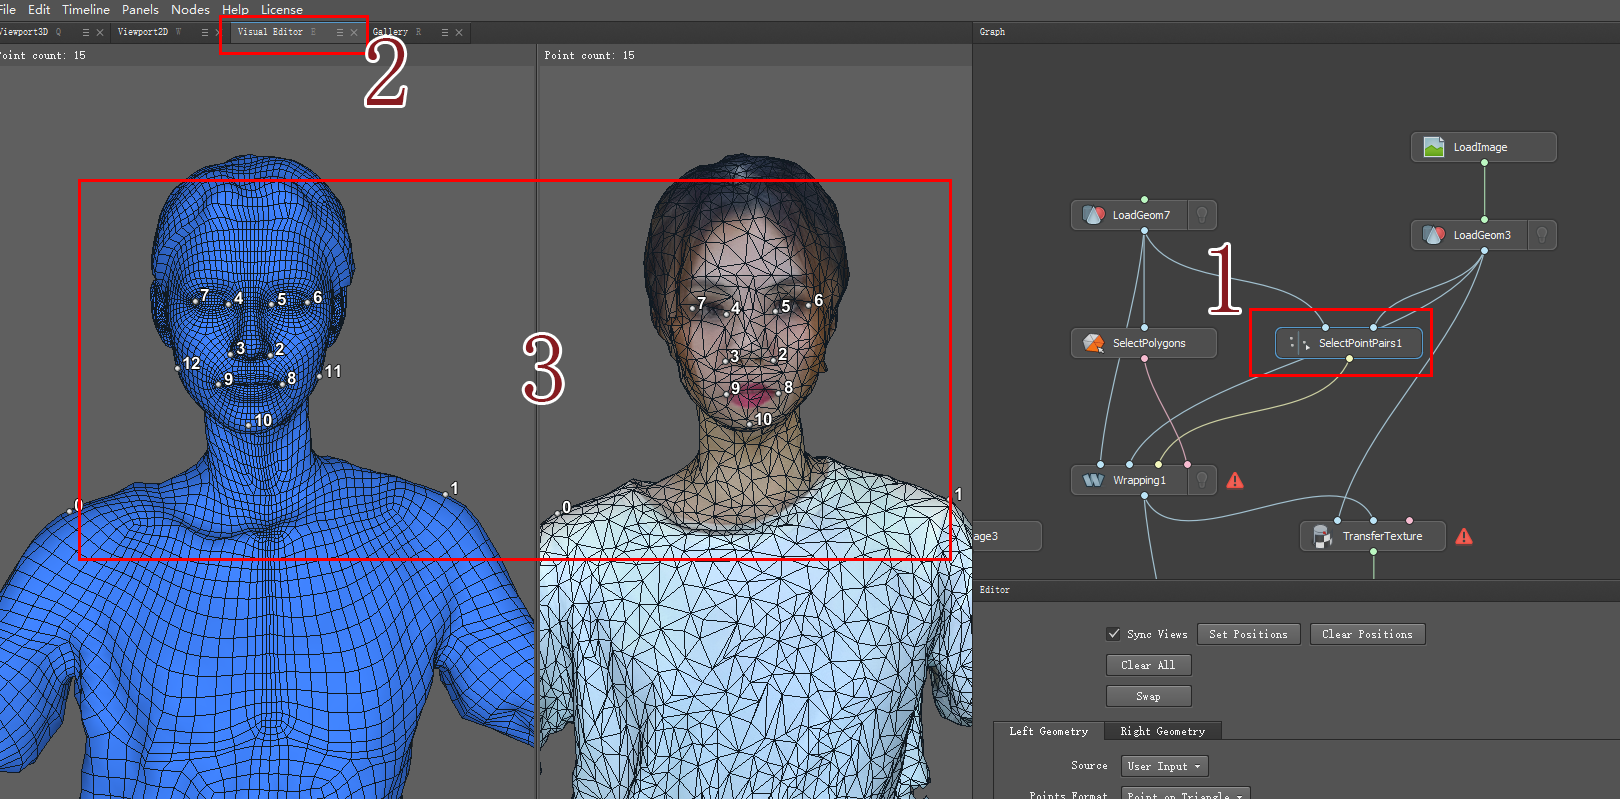 File Edit Timeline Panels Nodes Help License
Viewport3D Q
Viewport2D W
Visual Editor E
Gallery R
Graph
Point count: 15
Point count: 15
2
LoadImage
LoadGeom7
LoadGeom3
1
SelectPolygons
SelectPointPairs1
3
7 4 5 6
3 2
12 11
9 8
10
0 1
7 4 5 6
3 2
9 8
10
0 1
Wrapping1
age3
TransferTexture
Editor
Sync Views Set Positions Clear Positions
Clear All
Swap
Left Geometry Right Geometry
Source User Input
Points Format Point on Triangle